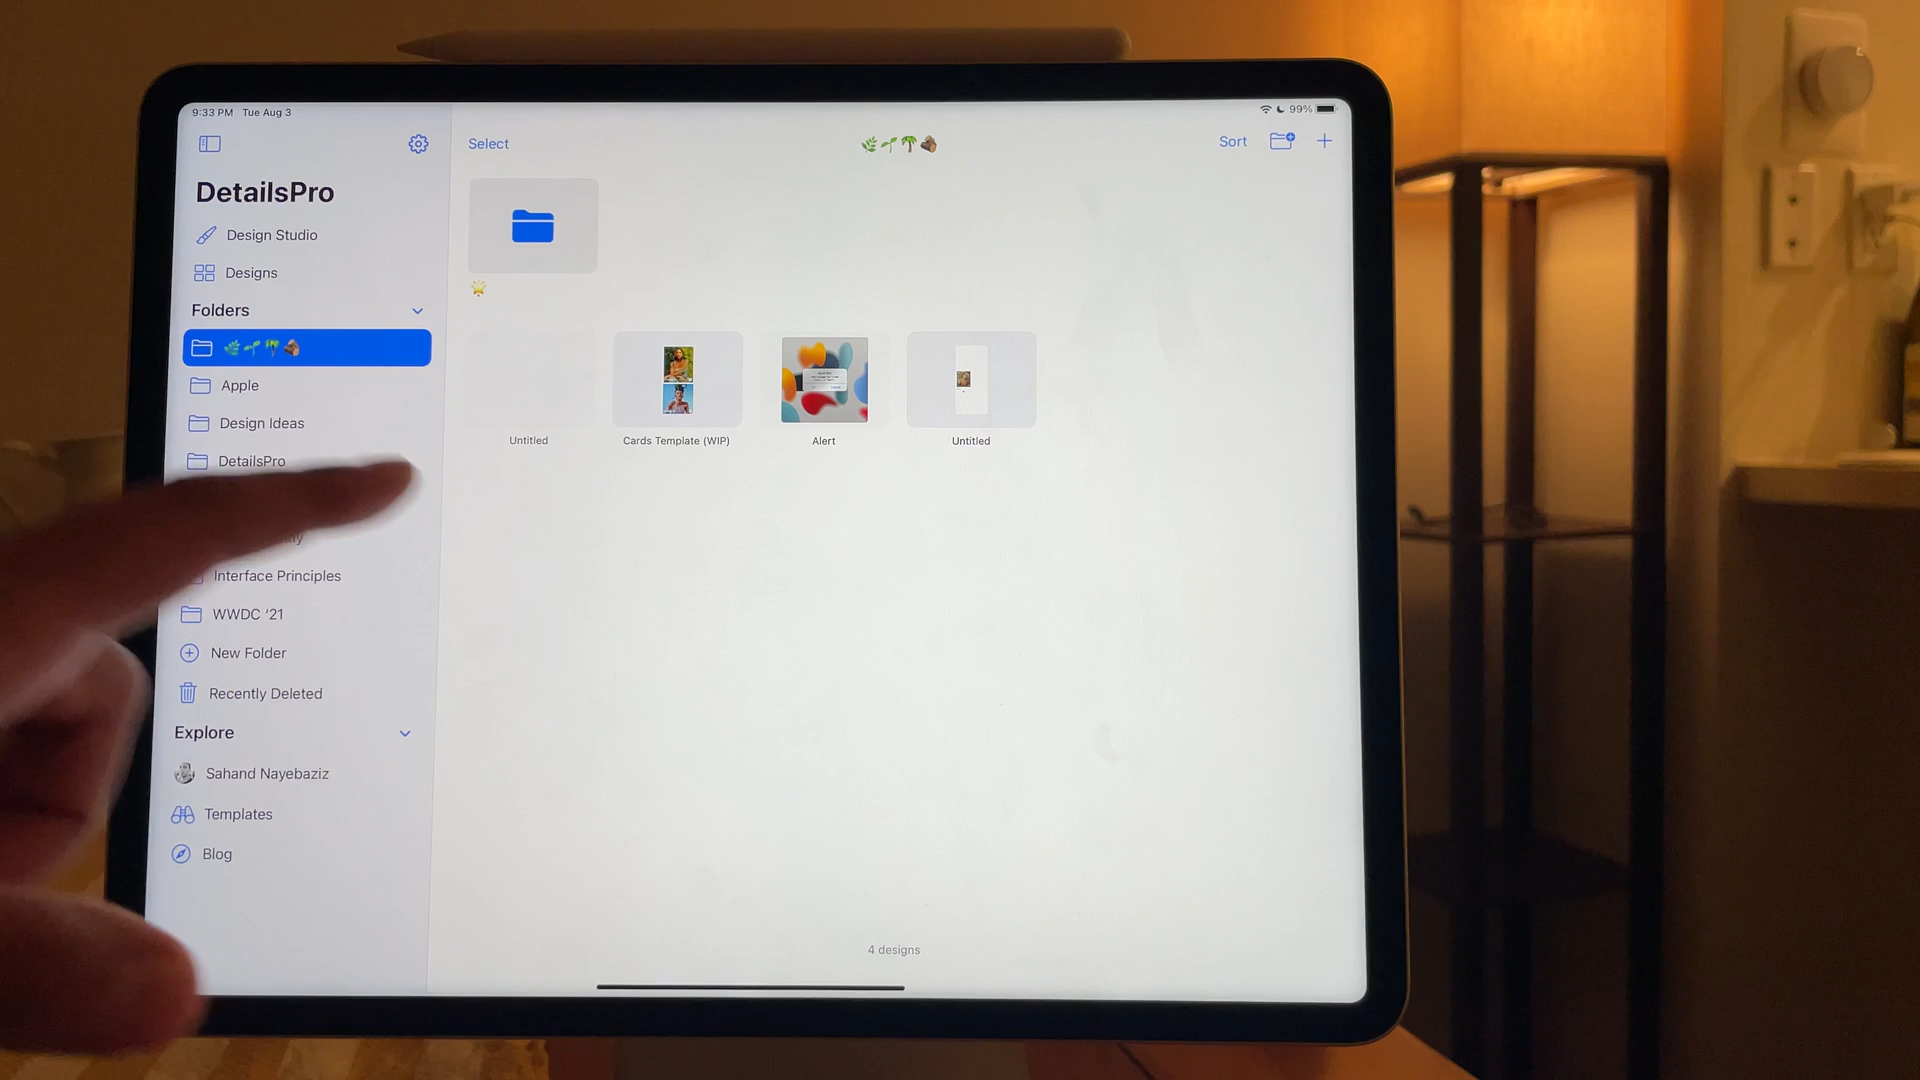 9:33 PM Tue Aug 3
99%
DetailsPro
Design Studio
Designs
Folders
🌿🌱🌴🪵
Apple
Design Ideas
DetailsPro
Interface Principles
WWDC ‘21
New Folder
Recently Deleted
Explore
Sahand Nayebaziz
Templates
Blog
Select
🌿🌱🌴🪵
Sort
🌟
Untitled
Cards Template (WIP)
Alert
Untitled
4 designs